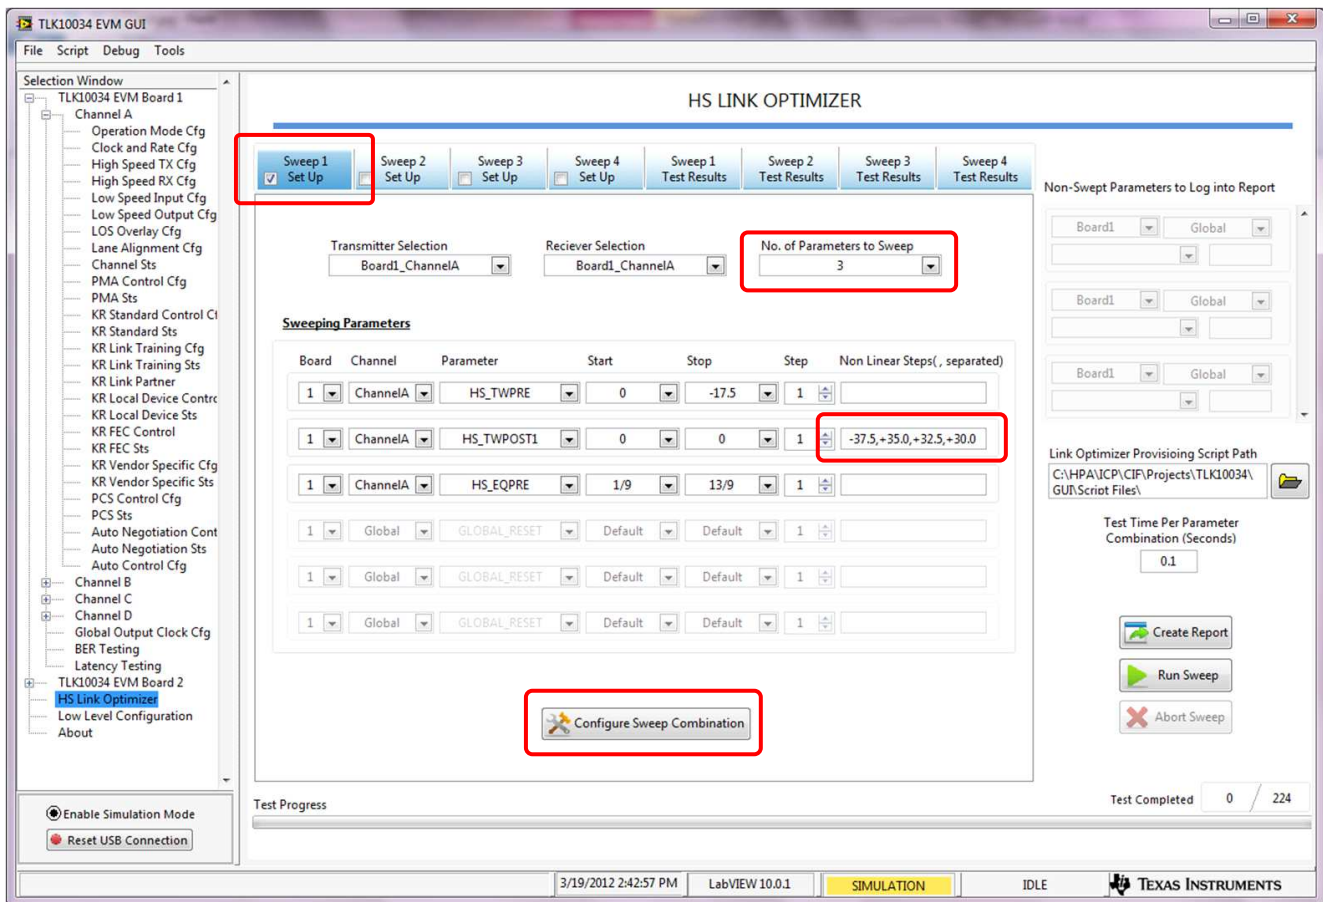 TLK10034 EVM GUI
File Script Debug Tools
Selection Window
TLK10034 EVM Board 1
Channel A
Operation Mode Cfg
Clock and Rate Cfg
High Speed TX Cfg
High Speed RX Cfg
Low Speed Input Cfg
Low Speed Output Cfg
LOS Overlay Cfg
Lane Alignment Cfg
Channel Sts
PMA Control Cfg
PMA Sts
KR Standard Control Cf
KR Standard Sts
KR Link Training Cfg
KR Link Training Sts
KR Link Partner
KR Local Device Contrc
KR Local Device Sts
KR FEC Control
KR FEC Sts
KR Vendor Specific Cfg
KR Vendor Specific Sts
PCS Control Cfg
PCS Sts
Auto Negotiation Cont
Auto Negotiation Sts
Auto Control Cfg
Channel B
Channel C
Channel D
Global Output Clock Cfg
BER Testing
Latency Testing
TLK10034 EVM Board 2
HS Link Optimizer
Low Level Configuration
About
Enable Simulation Mode
Reset USB Connection
HS LINK OPTIMIZER
Sweep 1 Sweep 2 Sweep 3 Sweep 4 Sweep 1 Sweep 2 Sweep 3 Sweep 4
Set Up Set Up Set Up Set Up Test Results Test Results Test Results Test Results
Transmitter Selection Reciever Selection No. of Parameters to Sweep
Board1_ChannelA Board1_ChannelA 3
Sweeping Parameters
Board Channel Parameter Start Stop Step Non Linear Steps( , separated)
1 ChannelA HS_TWPRE 0 -17.5 1
1 ChannelA HS_TWPOST1 0 0 1 -37.5,+35.0,+32.5,+30.0
1 ChannelA HS_EQPRE 1/9 13/9 1
1 Global GLOBAL_RESET Default Default 1
1 Global GLOBAL_RESET Default Default 1
1 Global GLOBAL_RESET Default Default 1
Configure Sweep Combination
Non-Swept Parameters to Log into Report
Board1 Global
Board1 Global
Board1 Global
Link Optimizer Provisioing Script Path
C:\HPA\ICP\CIF\Projects\TLK10034\
GUI\Script Files\
Test Time Per Parameter
Combination (Seconds)
0.1
Create Report
Run Sweep
Abort Sweep
Test Progress
Test Completed 0 / 224
3/19/2012 2:42:57 PM LabVIEW 10.0.1 SIMULATION IDLE TEXAS INSTRUMENTS